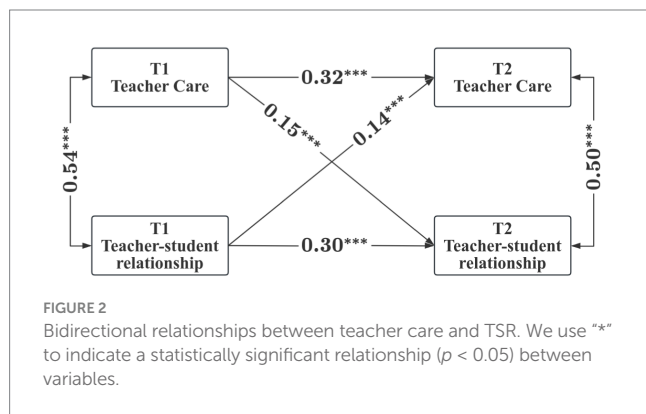 T1
Teacher Care
0.32***
T2
Teacher Care
0.54***
0.15***
0.14***
0.50***
T1
Teacher-student
relationship
0.30***
T2
Teacher-student
relationship
FIGURE 2
Bidirectional relationships between teacher care and TSR. We use “*”
to indicate a statistically significant relationship (p < 0.05) between
variables.